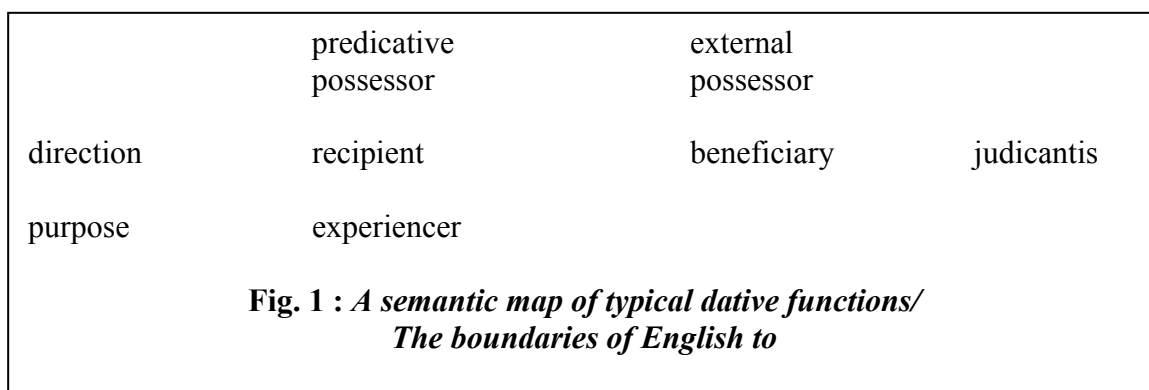 predicative external
possessor possessor
direction recipient beneficiary judicantis
purpose experiencer
Fig. 1 : A semantic map of typical dative functions/
The boundaries of English to